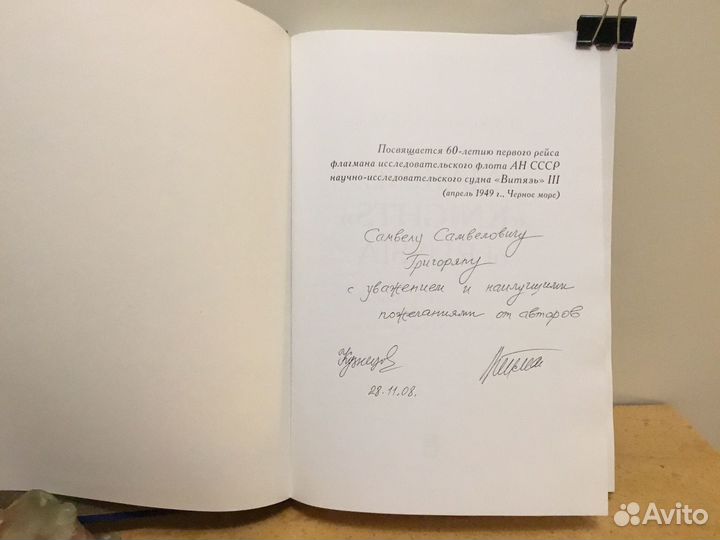 Посвящается 60-летию первого рейса
флагмана исследовательского флота АН СССР
научно-исследовательского судна «Витязь» III
(апрель 1949 г., Черное море)
Самвелу Самвеловичу
Григоряну
с уважением и наилучшими
пожеланиями от авторов
Кузнецов
28.11.08.
Avito